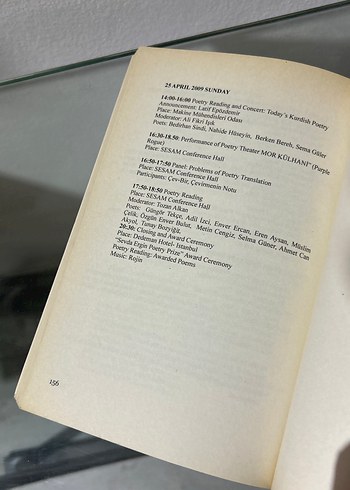 25 APRIL 2009 SUNDAY
14:00-16:00 Poetry Reading and Concert: Today's Kurdish Poetry
Announcement: Latif Epözdemir
Place: Makine Mühendisleri Odası
Moderator: Ali Fikri Işık
Poets: Bedirhan Sindi, Nahide Hüseyin, Berken Bereh, Sema Güler
16:30-18.50: Performance of Poetry Theater MOR KÜLHANİ" (Purple
Rogue)
Place: SESAM Conference Hall
16:50-17:50 Panel: Problems of Poetry Translation
Place: SESAM Conference Hall
Participants: Çev-Bir, Çevirmenin Notu
17:50-18:50 Poetry Reading
Place: SESAM Conference Hall
Moderator: Tozan Alkan
Poets: Güngör Tekçe, Adil İzci, Enver Ercan, Eren Aysan, Müslim
Çelik, Özgün Enver Bulut, Metin Cengiz, Selma Güner, Ahmet Can
Akyol, Tunay Bozyiğit,
20:30: Closing and Award Ceremony
Place: Dedeman Hotel- Istanbul
"Sevda Ergin Poetry Prize" Award Ceremony
Poetry Reading: Awarded Poems
Music: Rojin
156